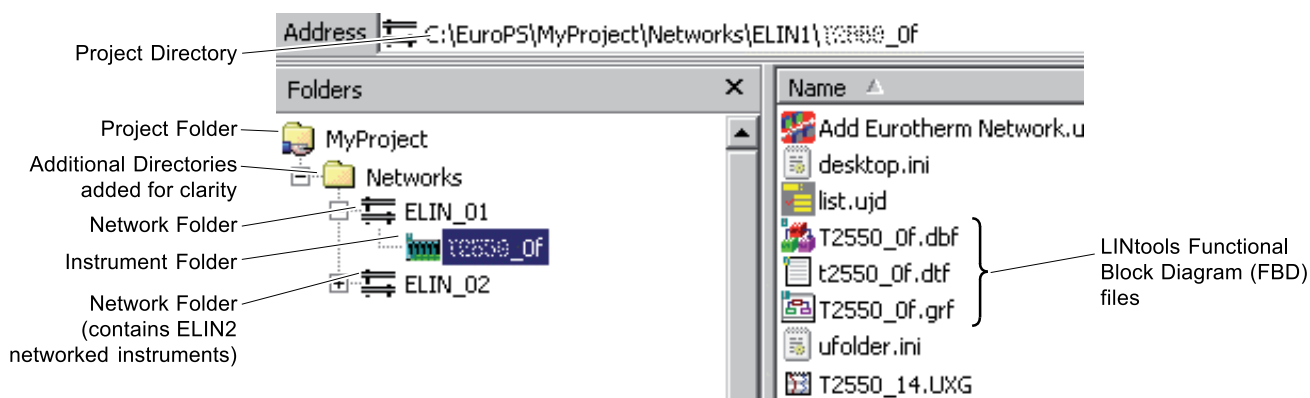 Address C:\EuroPS\MyProject\Networks\ELIN1\ _0f
Project Directory
Folders
Name
Project Folder
MyProject
Add Eurotherm Network.u
Additional Directories
added for clarity
Networks
desktop.ini
Network Folder
ELIN_01
list.ujd
Instrument Folder
_0f
T2550_0f.dbf
t2550_0f.dtf
T2550_0f.grf
LINtools Functional
Block Diagram (FBD)
files
Network Folder
(contains ELIN2
networked instruments)
ELIN_02
ufolder.ini
T2550_14.UXG